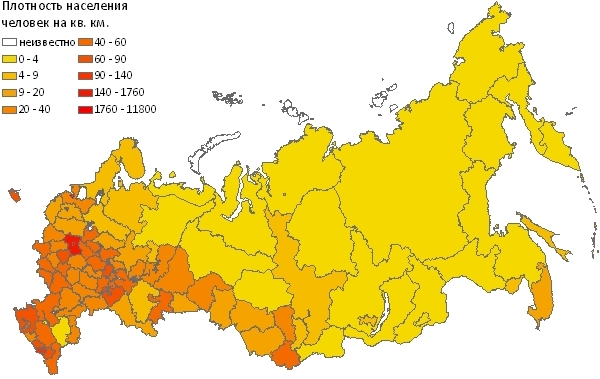 Плотность населения
человек на кв. км.
неизвестно
0 - 4
4 - 9
9 - 20
20 - 40
40 - 60
60 - 90
90 - 140
140 - 1760
1760 - 11800